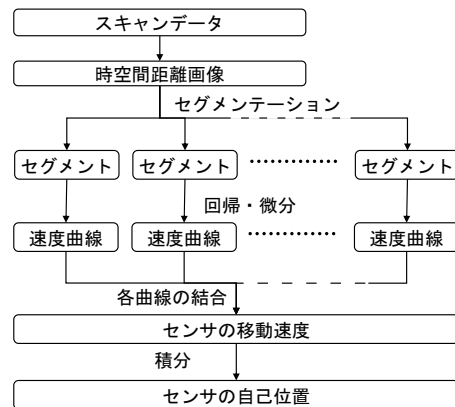 スキャンデータ
時空間距離画像
セグメンテーション
セグメント セグメント セグメント
回帰・微分
速度曲線 速度曲線 速度曲線
各曲線の結合
センサの移動速度
積分
センサの自己位置